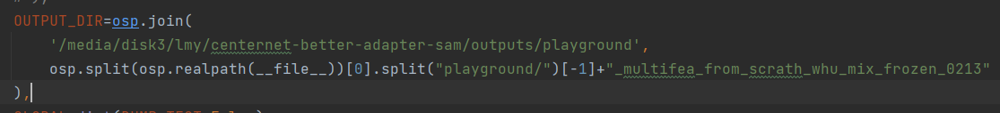 OUTPUT_DIR=osp.join(
'/media/disk3/lmy/centernet-better-adapter-sam/outputs/playground',
osp.split(osp.realpath(__file__))[0].split("playground/")[-1]+"_multifea_from_scrath_whu_mix_frozen_0213"
),